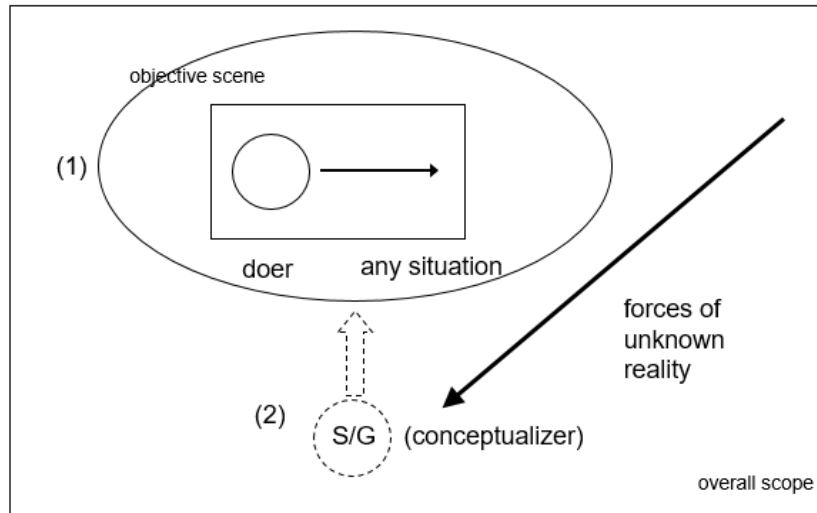 objective scene
(1)
doer any situation
forces of
unknown
reality
(2)
S/G (conceptualizer)
overall scope